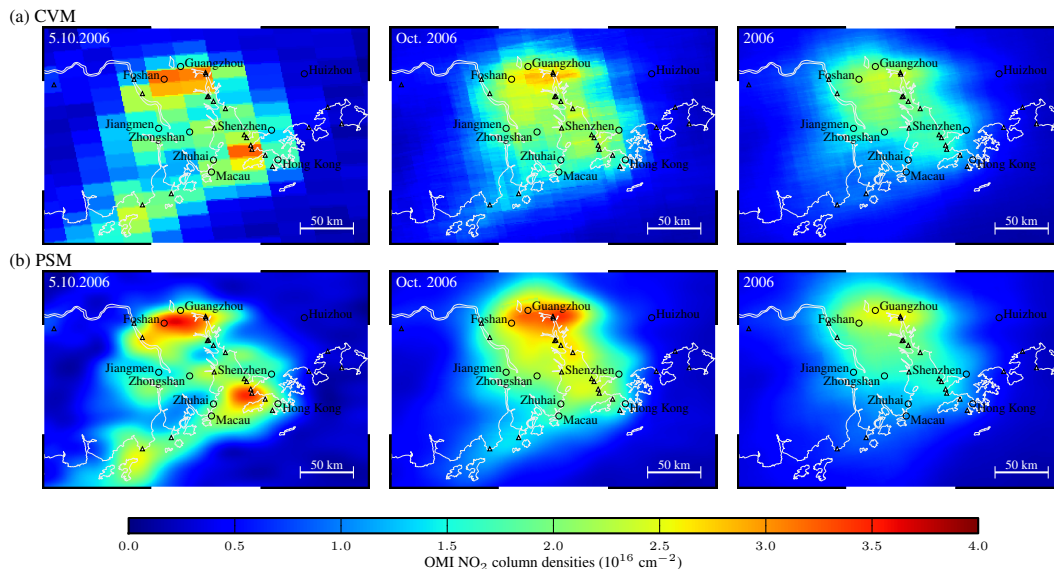 (a) CVM
5.10.2006
Guangzhou
Foshan
Huizhou
Jiangmen
Zhongshan
Shenzhen
Zhuhai
Macau
Hong Kong
50 km
Oct. 2006
Guangzhou
Foshan
Huizhou
Jiangmen
Zhongshan
Shenzhen
Zhuhai
Macau
Hong Kong
50 km
2006
Guangzhou
Foshan
Huizhou
Jiangmen
Zhongshan
Shenzhen
Zhuhai
Macau
Hong Kong
50 km
(b) PSM
5.10.2006
Guangzhou
Foshan
Huizhou
Jiangmen
Zhongshan
Shenzhen
Zhuhai
Macau
Hong Kong
50 km
Oct. 2006
Guangzhou
Foshan
Huizhou
Jiangmen
Zhongshan
Shenzhen
Zhuhai
Macau
Hong Kong
50 km
2006
Guangzhou
Foshan
Huizhou
Jiangmen
Zhongshan
Shenzhen
Zhuhai
Macau
Hong Kong
50 km
0.0 0.5 1.0 1.5 2.0 2.5 3.0 3.5 4.0
OMI NO₂ column densities (10¹⁶ cm⁻²)